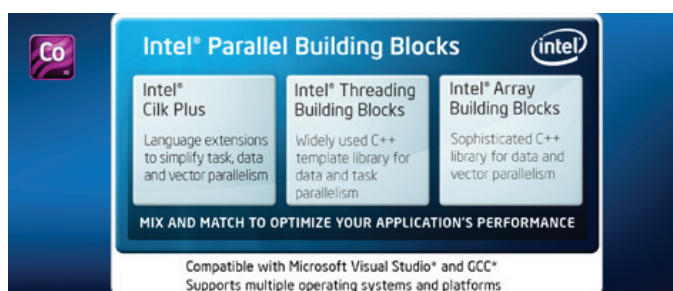 Co
Intel® Parallel Building Blocks
intel
Intel®
Cilk Plus
Language extensions
to simplify task, data
and vector parallelism
Intel® Threading
Building Blocks
Widely used C++
template library for
data and task
parallelism
Intel® Array
Building Blocks
Sophisticated C++
library for data and
vector parallelism
MIX AND MATCH TO OPTIMIZE YOUR APPLICATION'S PERFORMANCE
Compatible with Microsoft Visual Studio* and GCC*
Supports multiple operating systems and platforms